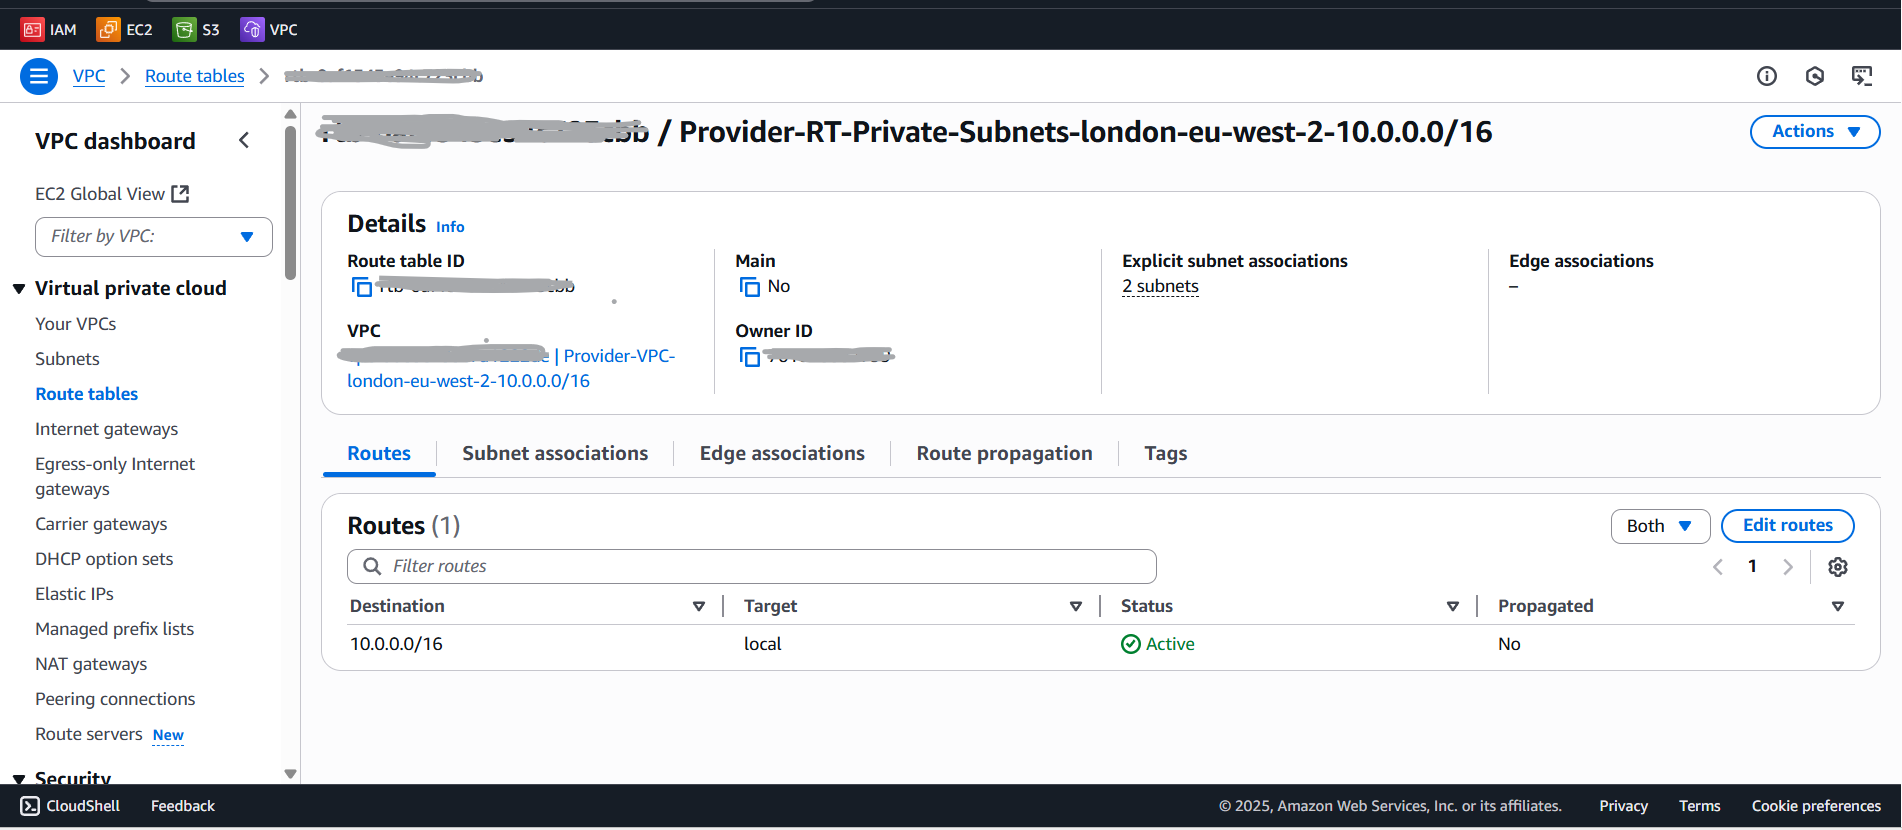 IAM EC2 S3 VPC
VPC > Route tables >
VPC dashboard
EC2 Global View
Filter by VPC:
Virtual private cloud
Your VPCs
Subnets
Route tables
Internet gateways
Egress-only Internet
gateways
Carrier gateways
DHCP option sets
Elastic IPs
Managed prefix lists
NAT gateways
Peering connections
Route servers New
Security
/ Provider-RT-Private-Subnets-london-eu-west-2-10.0.0.0/16
Actions
Details Info
Route table ID
VPC
| Provider-VPC-
london-eu-west-2-10.0.0.0/16
Main
No
Owner ID
Explicit subnet associations
2 subnets
Edge associations
–
Routes Subnet associations Edge associations Route propagation Tags
Routes (1)
Both Edit routes
Filter routes
1
Destination Target Status Propagated
10.0.0.0/16 local Active No
CloudShell Feedback © 2025, Amazon Web Services, Inc. or its affiliates. Privacy Terms Cookie preferences